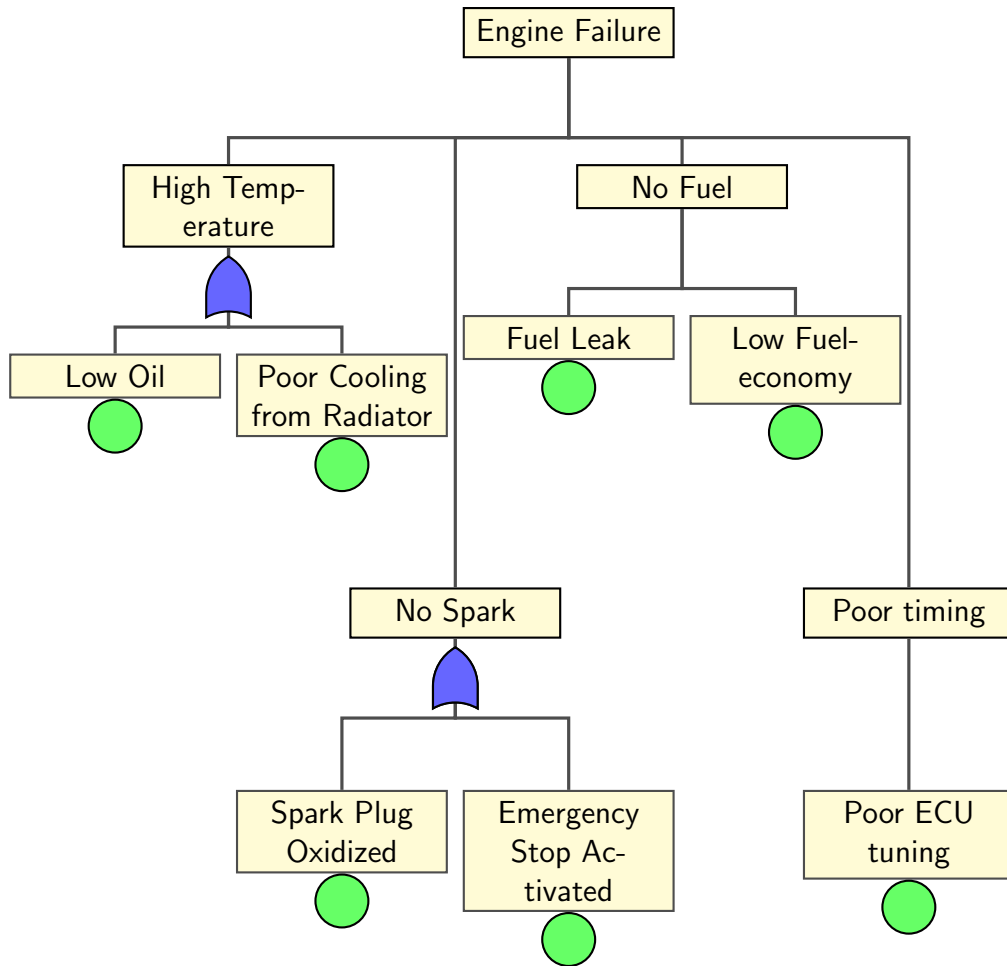 Engine Failure
High Temp-
erature
No Fuel
Low Oil
Poor Cooling
from Radiator
Fuel Leak
Low Fuel-
economy
No Spark
Poor timing
Spark Plug
Oxidized
Emergency
Stop Ac-
tivated
Poor ECU
tuning